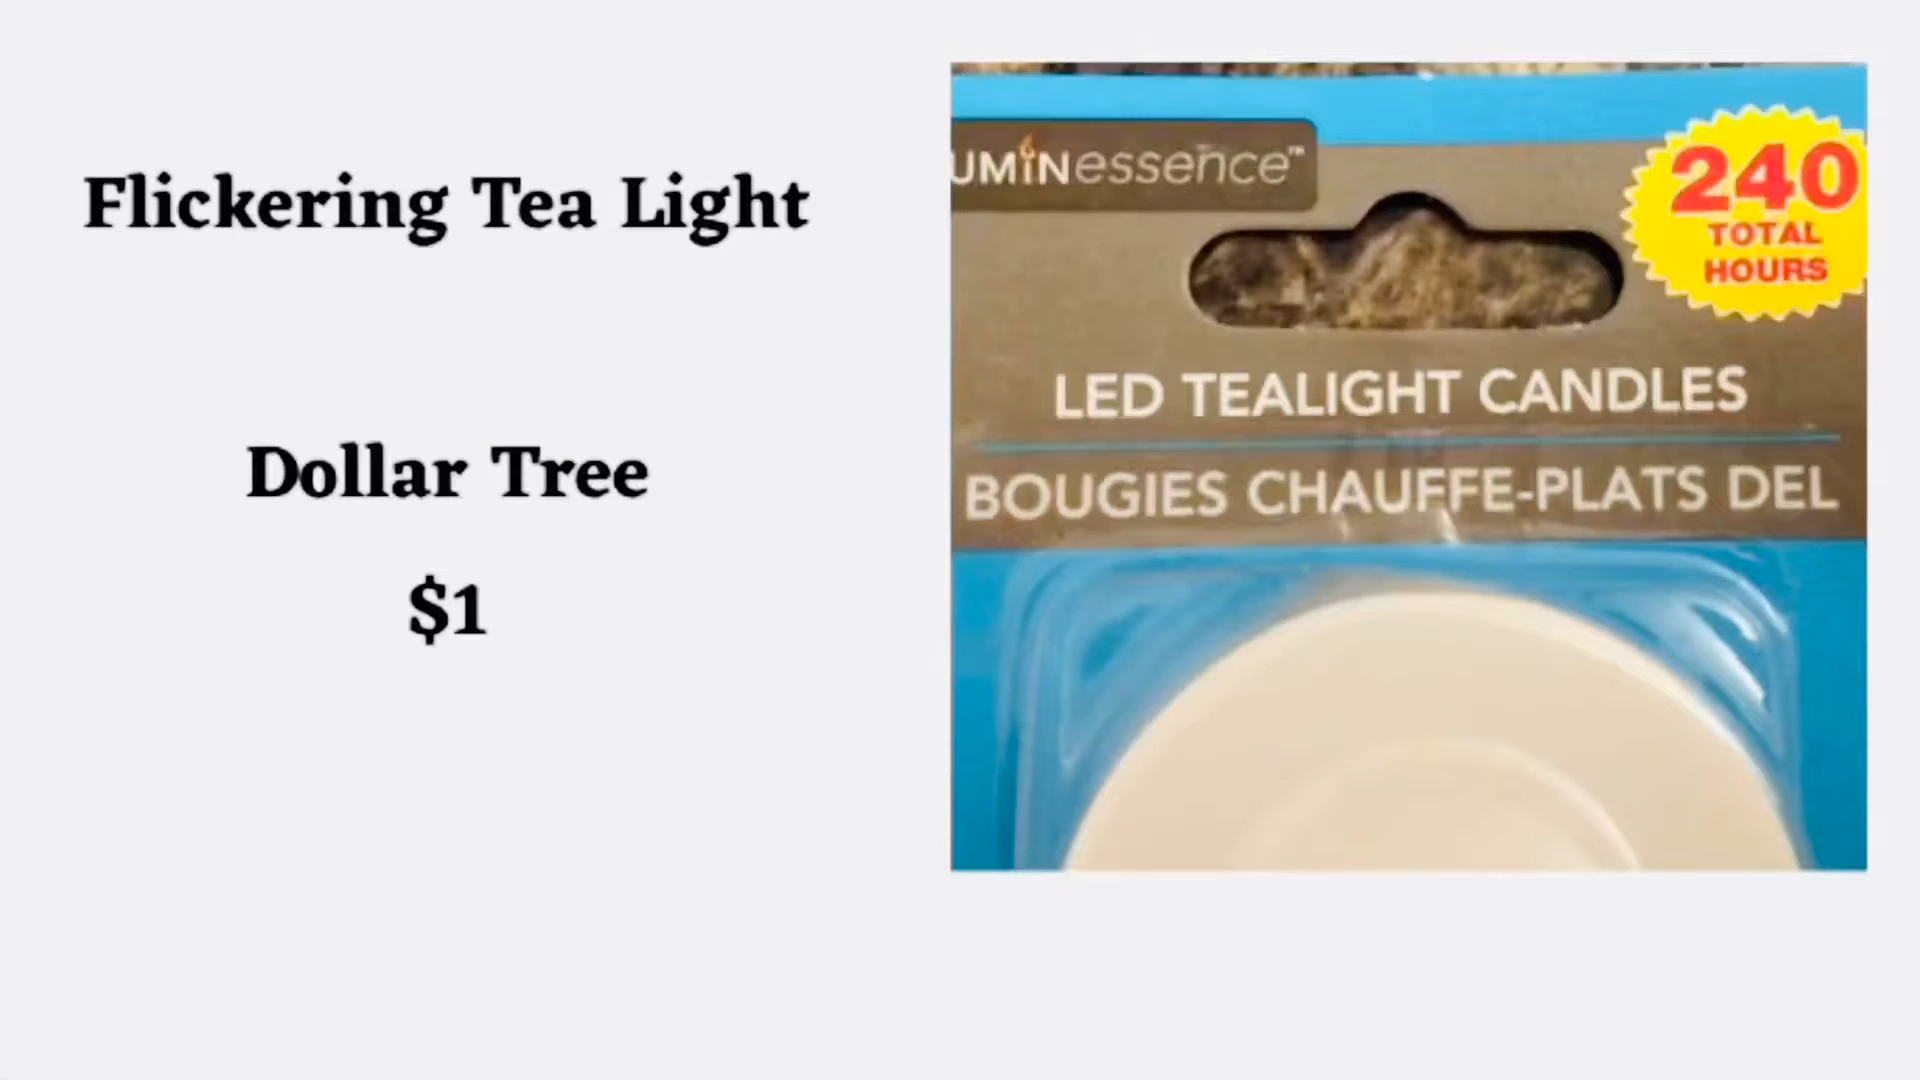 Flickering Tea Light
Dollar Tree
$1
UMiNessence™
240
TOTAL
HOURS
LED TEALIGHT CANDLES
BOUGIES CHAUFFE-PLATS DEL